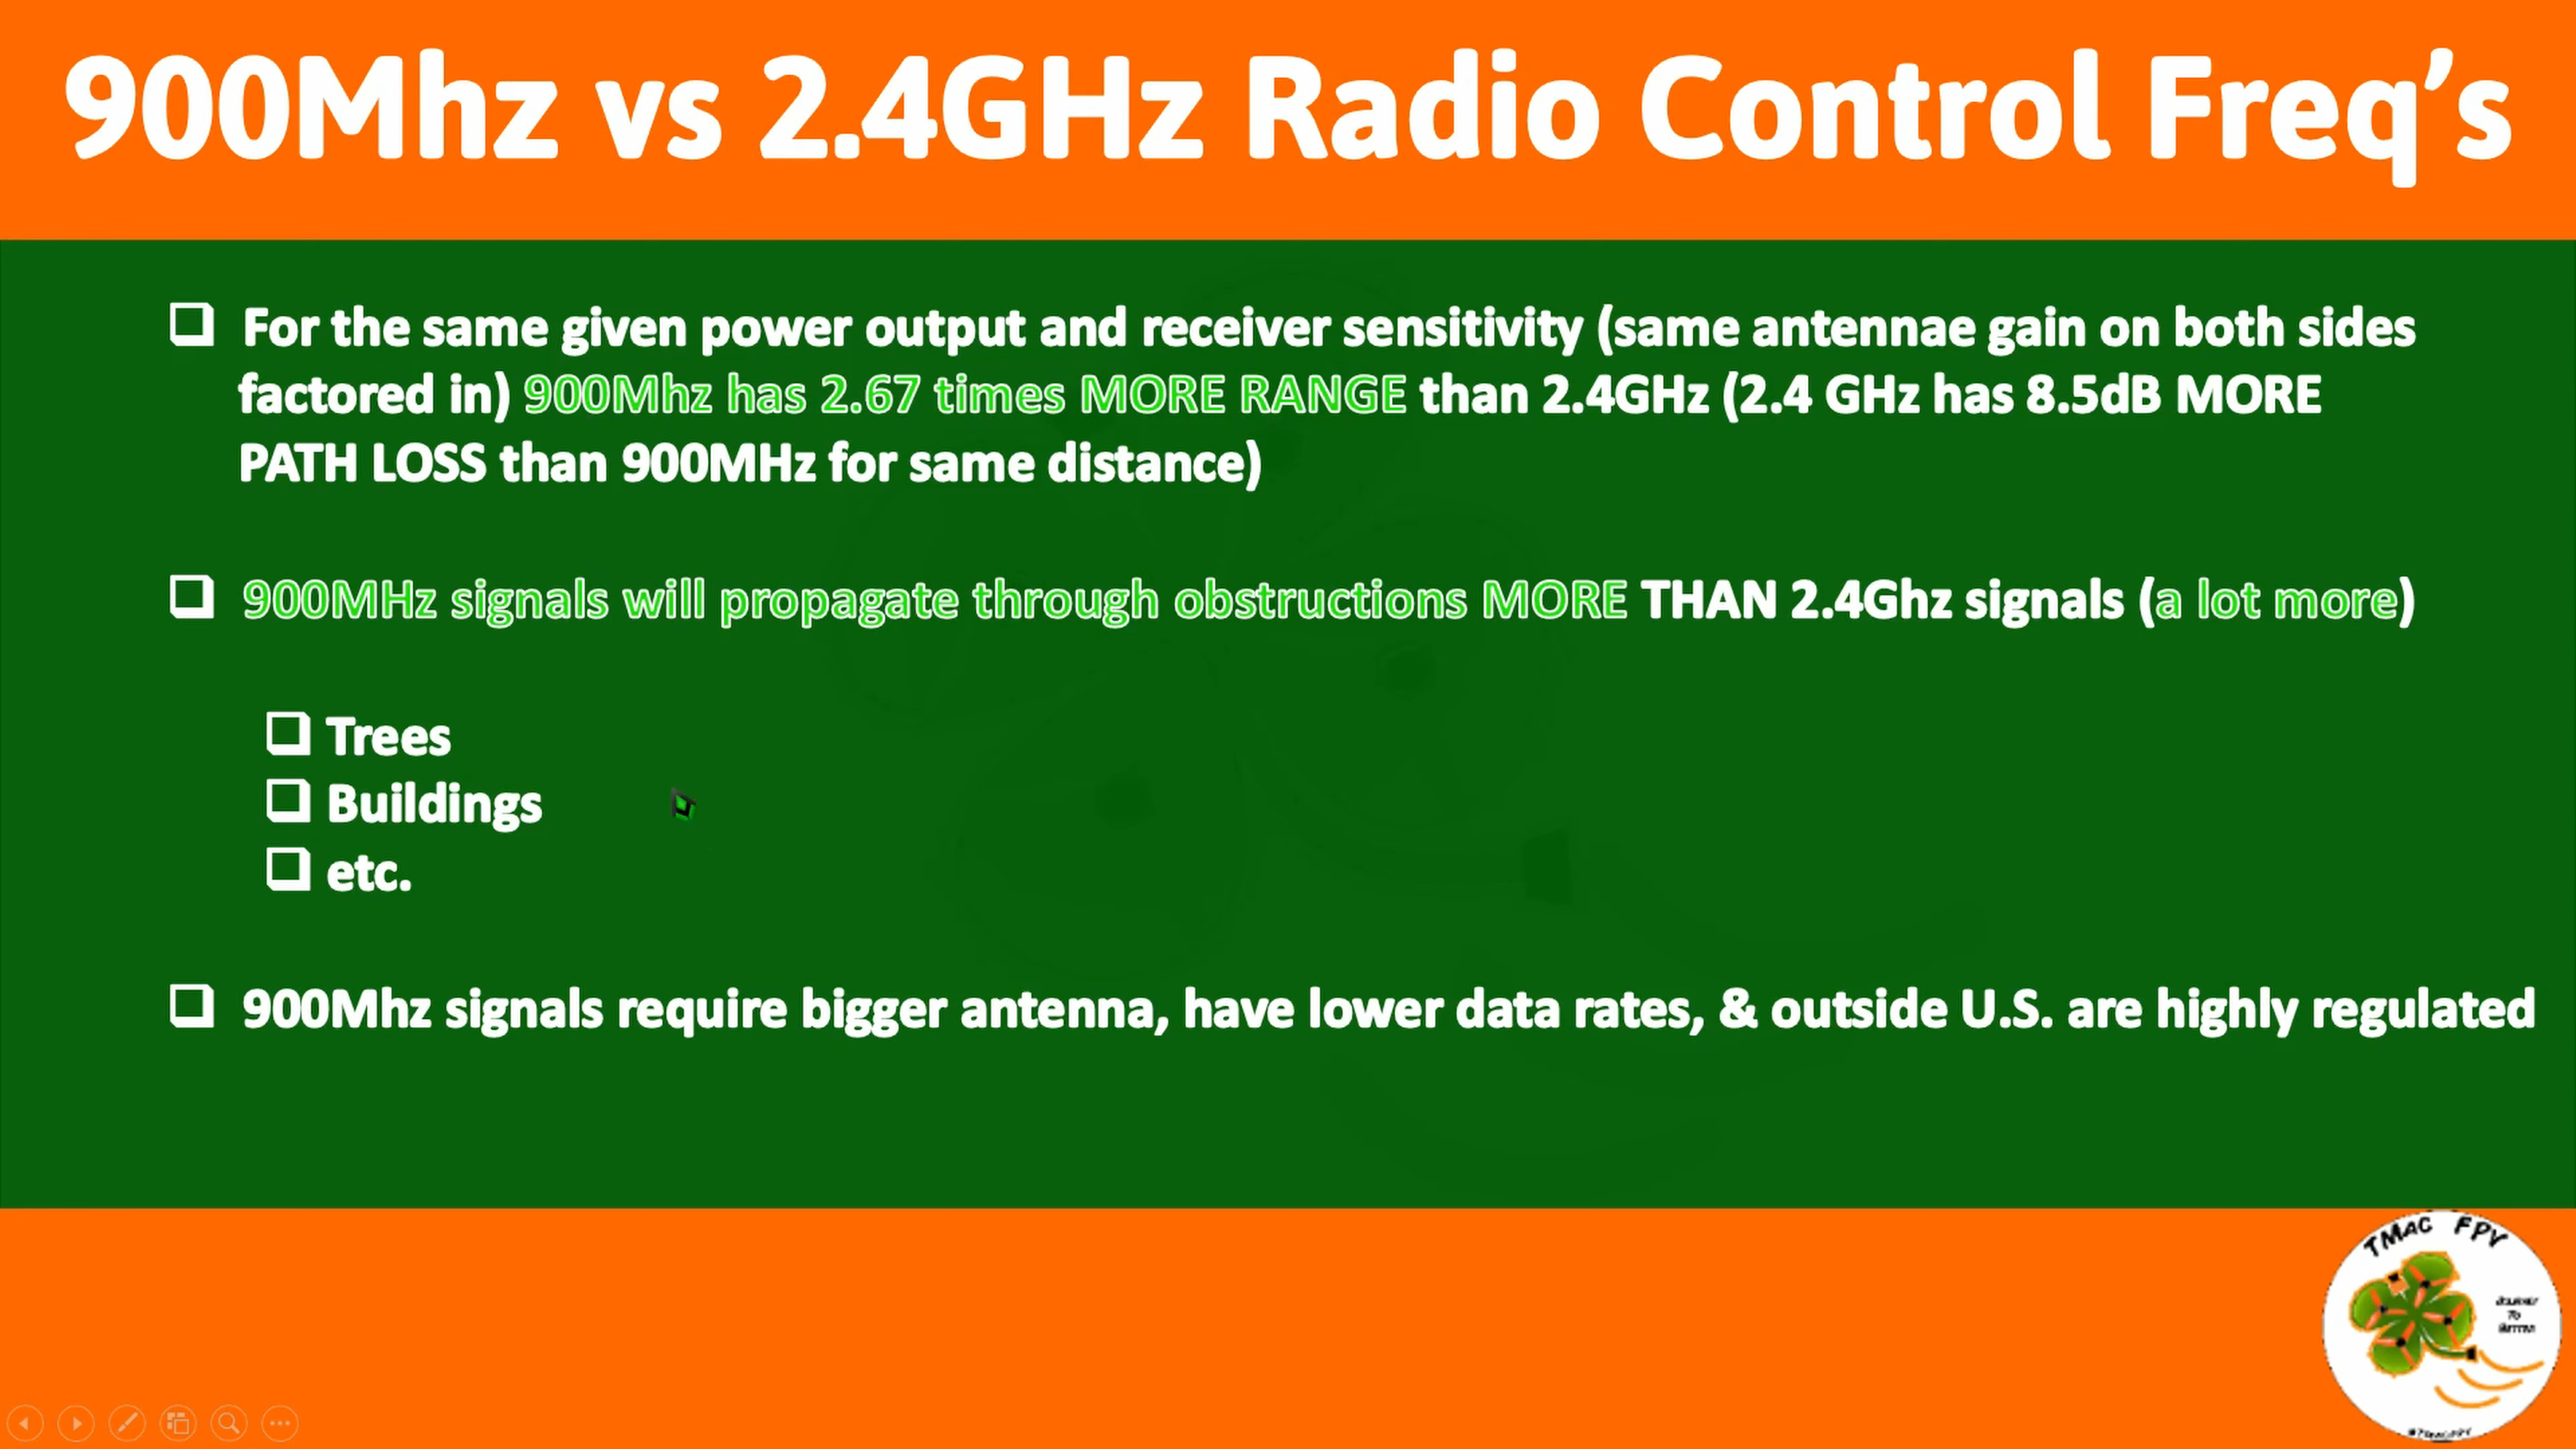 900Mhz vs 2.4GHz Radio Control Freq’s
For the same given power output and receiver sensitivity (same antennae gain on both sides
factored in) 900Mhz has 2.67 times MORE RANGE than 2.4GHz (2.4 GHz has 8.5dB MORE
PATH LOSS than 900MHz for same distance)
900MHz signals will propagate through obstructions MORE THAN 2.4Ghz signals (a lot more)
Trees
Buildings
etc.
900Mhz signals require bigger antenna, have lower data rates, & outside U.S. are highly regulated
TMAC FPV